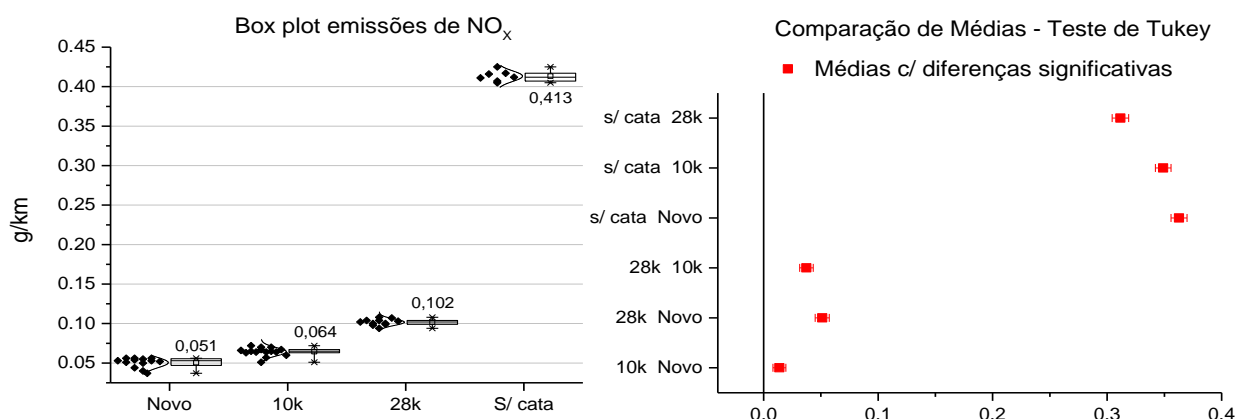 Box plot emissões de NOX
g/km
0.45
0.40
0.35
0.30
0.25
0.20
0.15
0.10
0.05
0,051
0,064
0,102
0,413
Novo 10k 28k S/ cata
Comparação de Médias - Teste de Tukey
Médias c/ diferenças significativas
s/ cata 28k
s/ cata 10k
s/ cata Novo
28k 10k
28k Novo
10k Novo
0.0 0.1 0.2 0.3 0.4